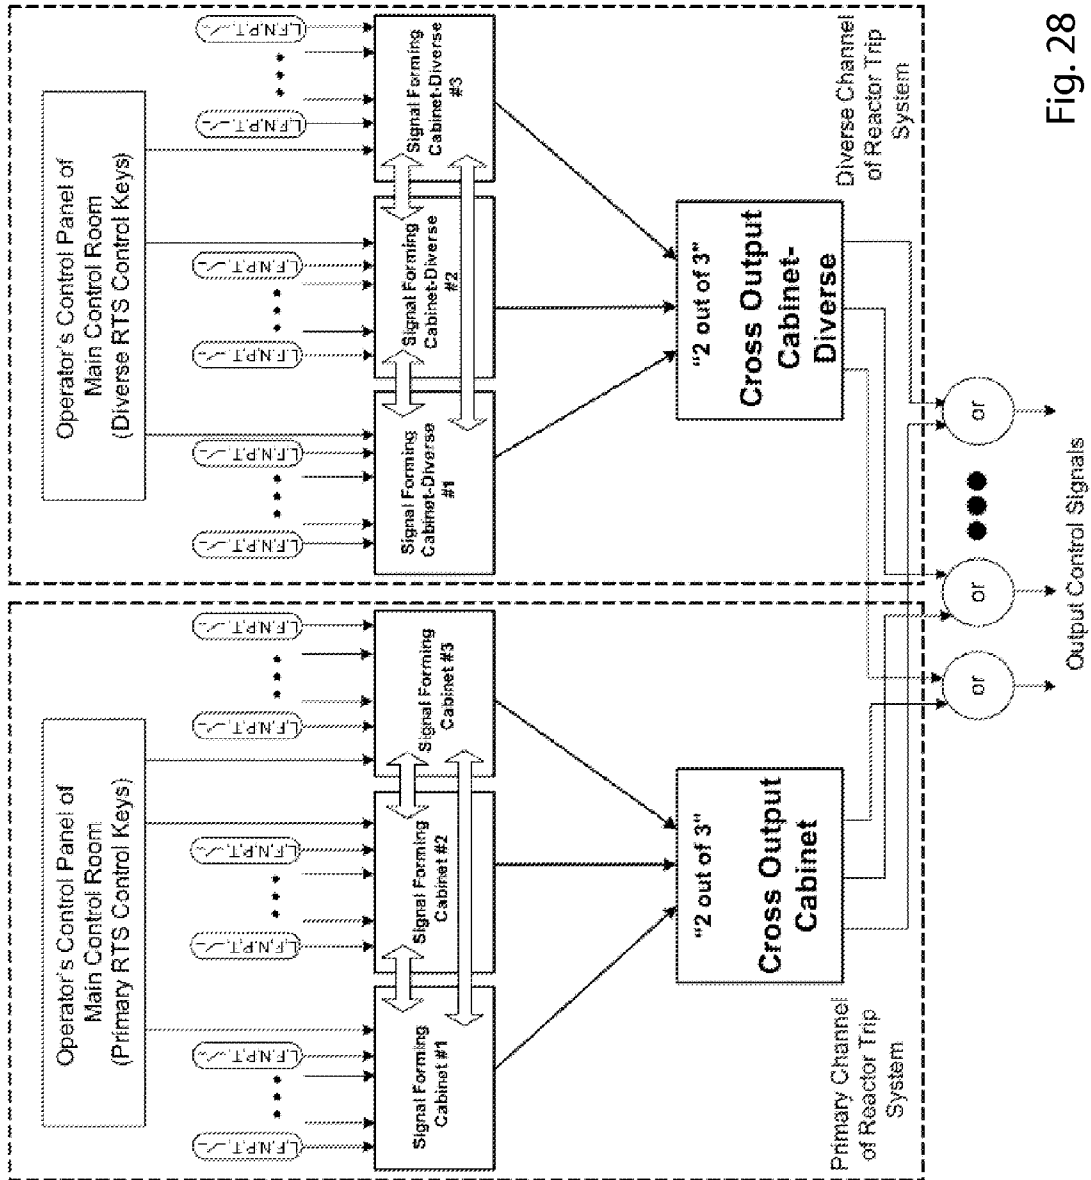 Operator's Control Panel of
Main Control Room
(Primary RTS Control Keys)
L,F,N,P,T,
L,F,N,P,T,
L,F,N,P,T,
L,F,N,P,T,
L,F,N,P,T,
L,F,N,P,T,
Signal Forming
Cabinet #1
Signal Forming
Cabinet #2
Signal Forming
Cabinet #3
"2 out of 3"
Cross Output
Cabinet
Primary Channel
of Reactor Trip
System
Operator's Control Panel of
Main Control Room
(Diverse RTS Control Keys)
L,F,N,P,T,
L,F,N,P,T,
L,F,N,P,T,
L,F,N,P,T,
L,F,N,P,T,
L,F,N,P,T,
Signal Forming
Cabinet-Diverse
#1
Signal Forming
Cabinet-Diverse
#2
Signal Forming
Cabinet-Diverse
#3
"2 out of 3"
Cross Output
Cabinet-
Diverse
Diverse Channel
of Reactor Trip
System
or
or
or
Output Control Signals
Fig. 28